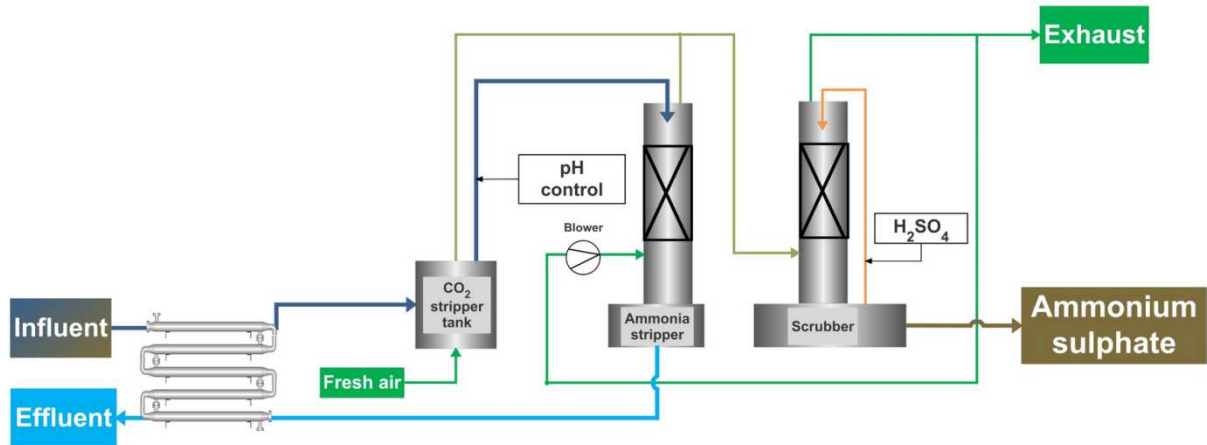 Exhaust
pH
control
Blower
H₂SO₄
CO₂
stripper
tank
Influent
Ammonia
stripper
Scrubber
Ammonium
sulphate
Fresh air
Effluent